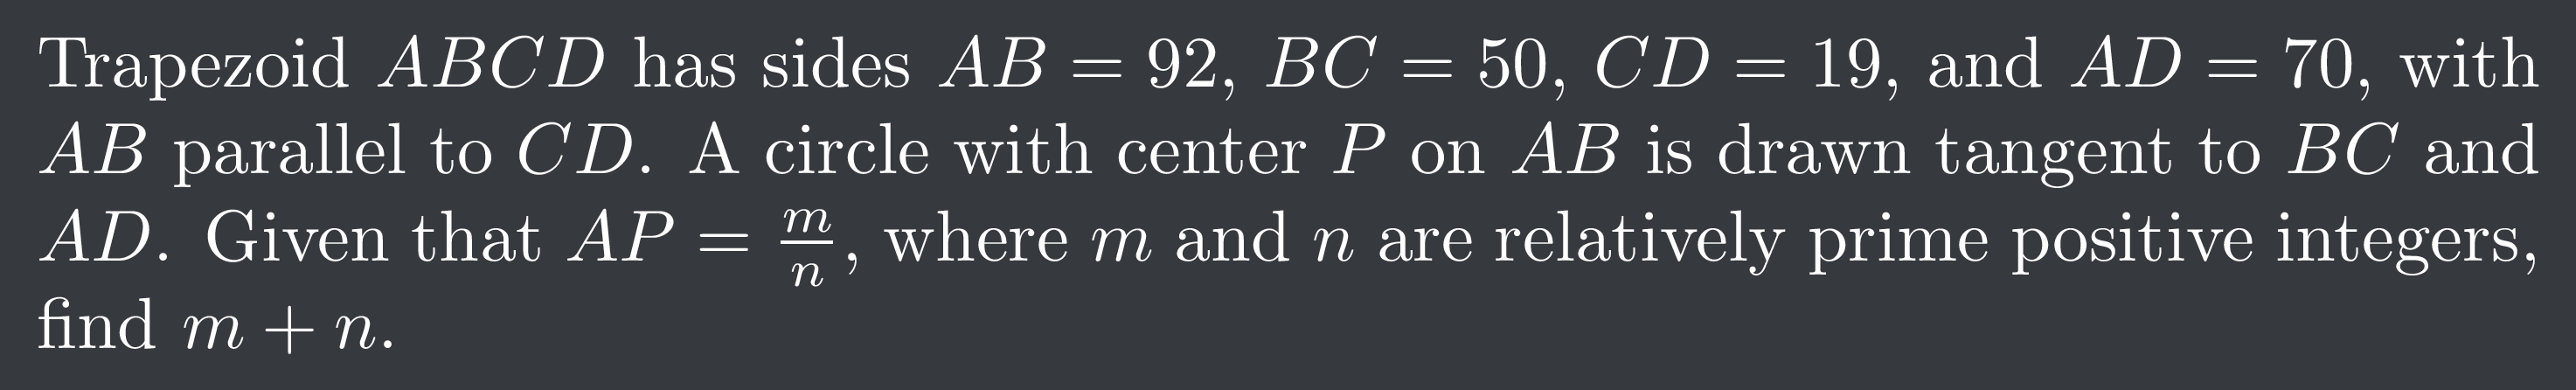 Trapezoid ABCD has sides AB = 92, BC = 50, CD = 19, and AD = 70, with
AB parallel to CD. A circle with center P on AB is drawn tangent to BC and
AD. Given that AP = \frac{m}{n}, where m and n are relatively prime positive integers,
find m + n.